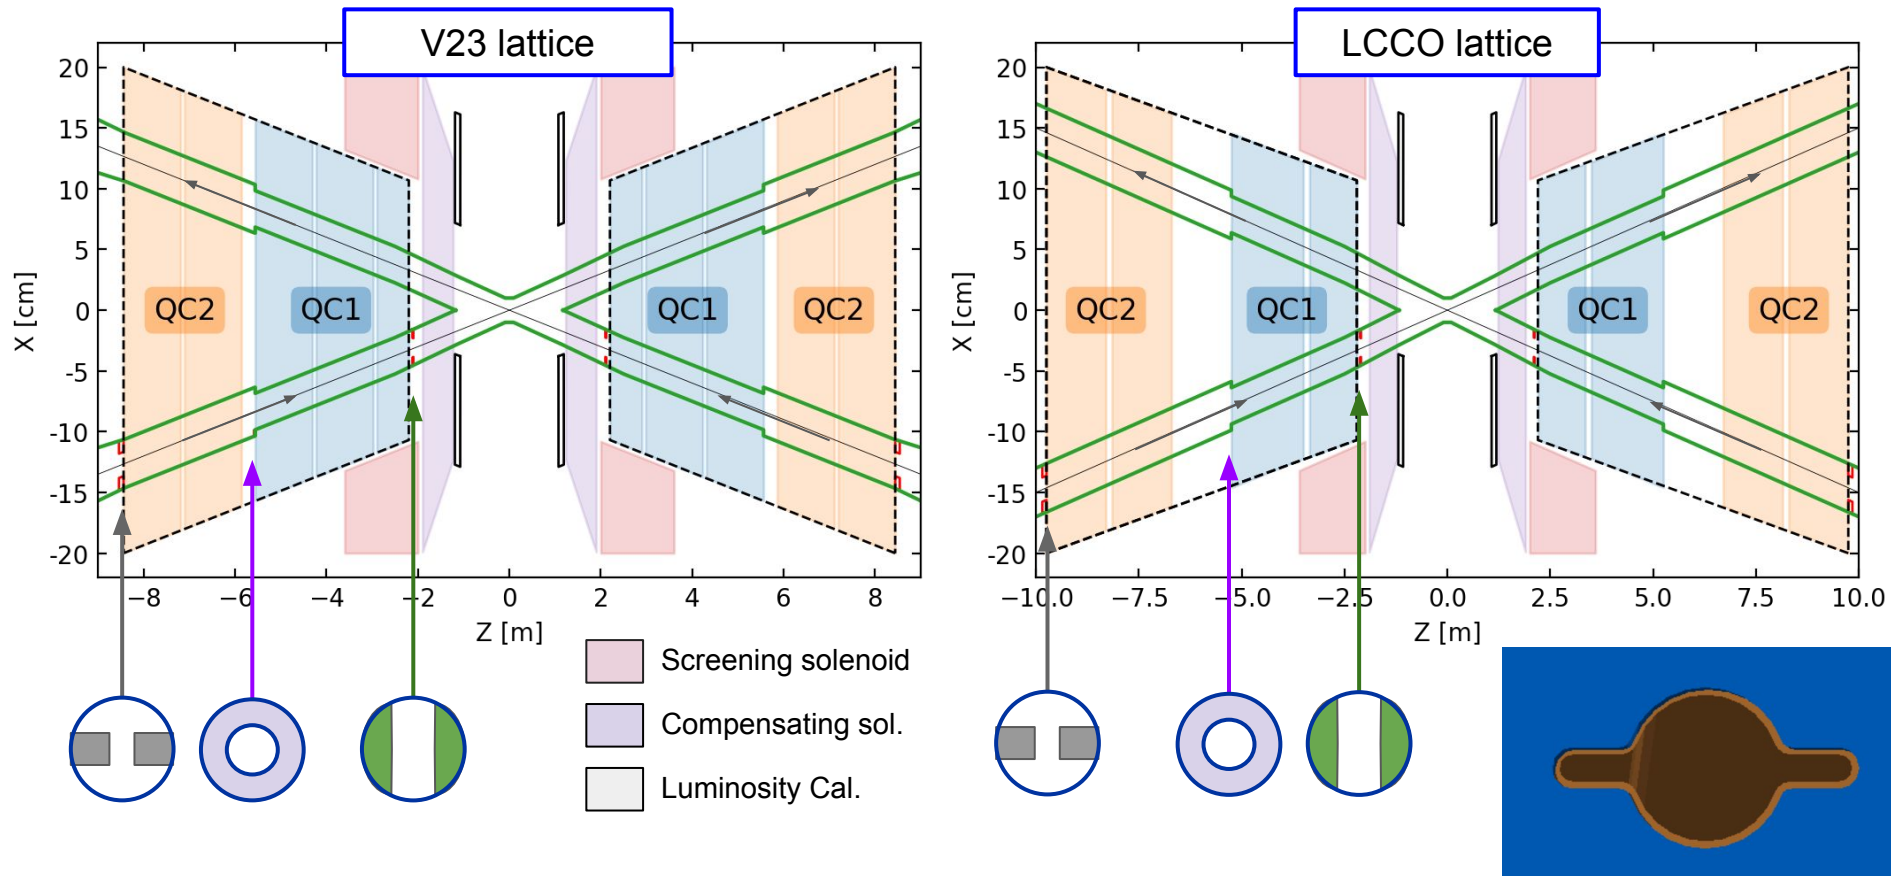 V23 lattice
LCCO lattice
20
15
10
5
0
-5
-10
-15
-20
X [cm]
QC2
QC1
QC1
QC2
−8
−6
−4
−2
0
2
4
6
8
Z [m]
20
15
10
5
0
-5
-10
-15
-20
X [cm]
QC2
QC1
QC1
QC2
−10.0
−7.5
−5.0
−2.5
0.0
2.5
5.0
7.5
10.0
Z [m]
Screening solenoid
Compensating sol.
Luminosity Cal.